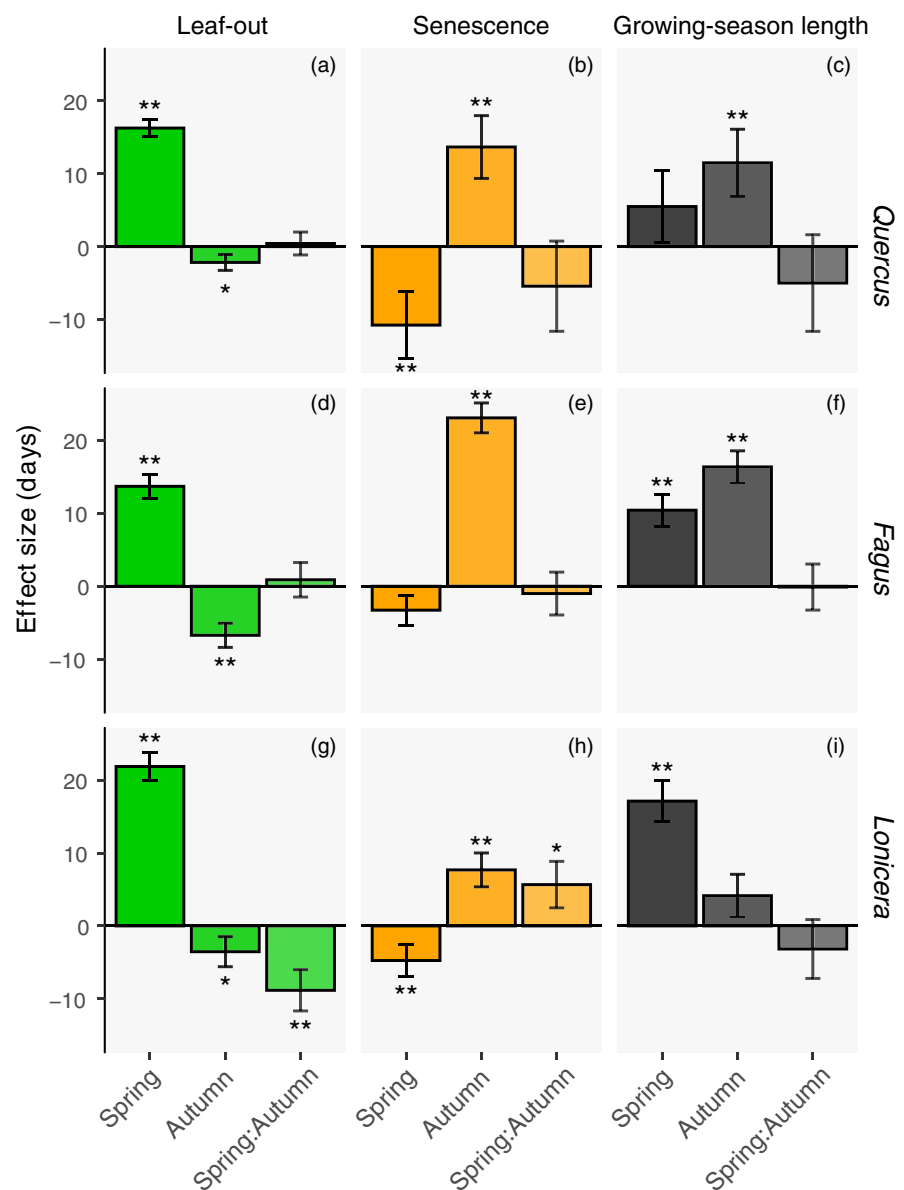 Leaf-out Senescence Growing-season length
(a) (b) (c)
20 ** ** **
10
0
−10 * **
Quercus
(d) (e) (f)
20 ** ** ** **
10
0
−10 **
Fagus
Effect size (days)
(g) (h) (i)
20 ** ** * **
10
0
−10 * ** **
Lonicera
Spring Autumn Spring:Autumn Spring Autumn Spring:Autumn Spring Autumn Spring:Autumn